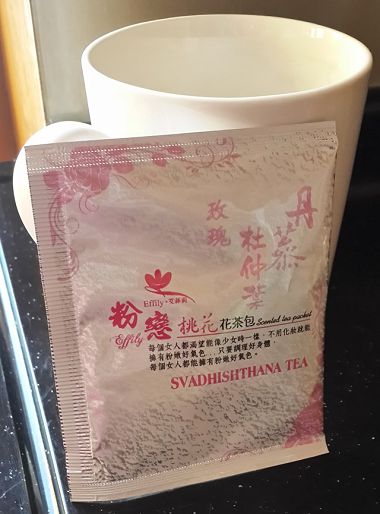 丹慕
杜仲葉
玫瑰
Effily·艾菲莉
粉戀桃花花茶包
Effily
Scented tea packet
每個女人都渴望能像少女時一樣，不用化妝就能
擁有粉嫩好氣色...只要調理好身體，
每個女人都能擁有粉嫩好氣色。
SVADHISHTHANA TEA